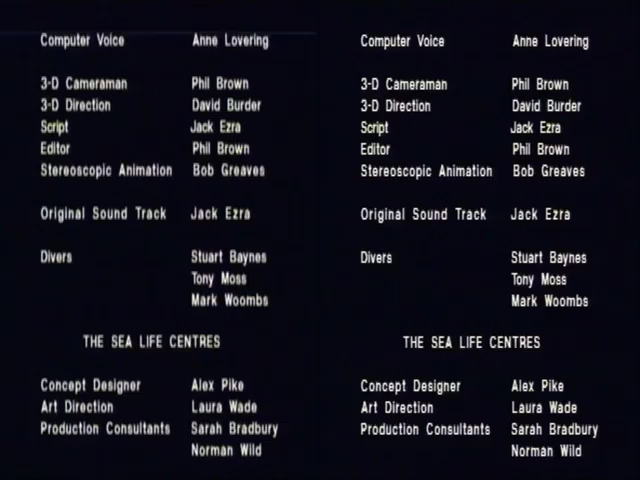 Computer Voice Anne Lovering
3-D Cameraman Phil Brown
3-D Direction David Burder
Script Jack Ezra
Editor Phil Brown
Stereoscopic Animation Bob Greaves
Original Sound Track Jack Ezra
Divers Stuart Baynes
Tony Moss
Mark Woombs
THE SEA LIFE CENTRES
Concept Designer Alex Pike
Art Direction Laura Wade
Production Consultants Sarah Bradbury
Norman Wild
Computer Voice Anne Lovering
3-D Cameraman Phil Brown
3-D Direction David Burder
Script Jack Ezra
Editor Phil Brown
Stereoscopic Animation Bob Greaves
Original Sound Track Jack Ezra
Divers Stuart Baynes
Tony Moss
Mark Woombs
THE SEA LIFE CENTRES
Concept Designer Alex Pike
Art Direction Laura Wade
Production Consultants Sarah Bradbury
Norman Wild